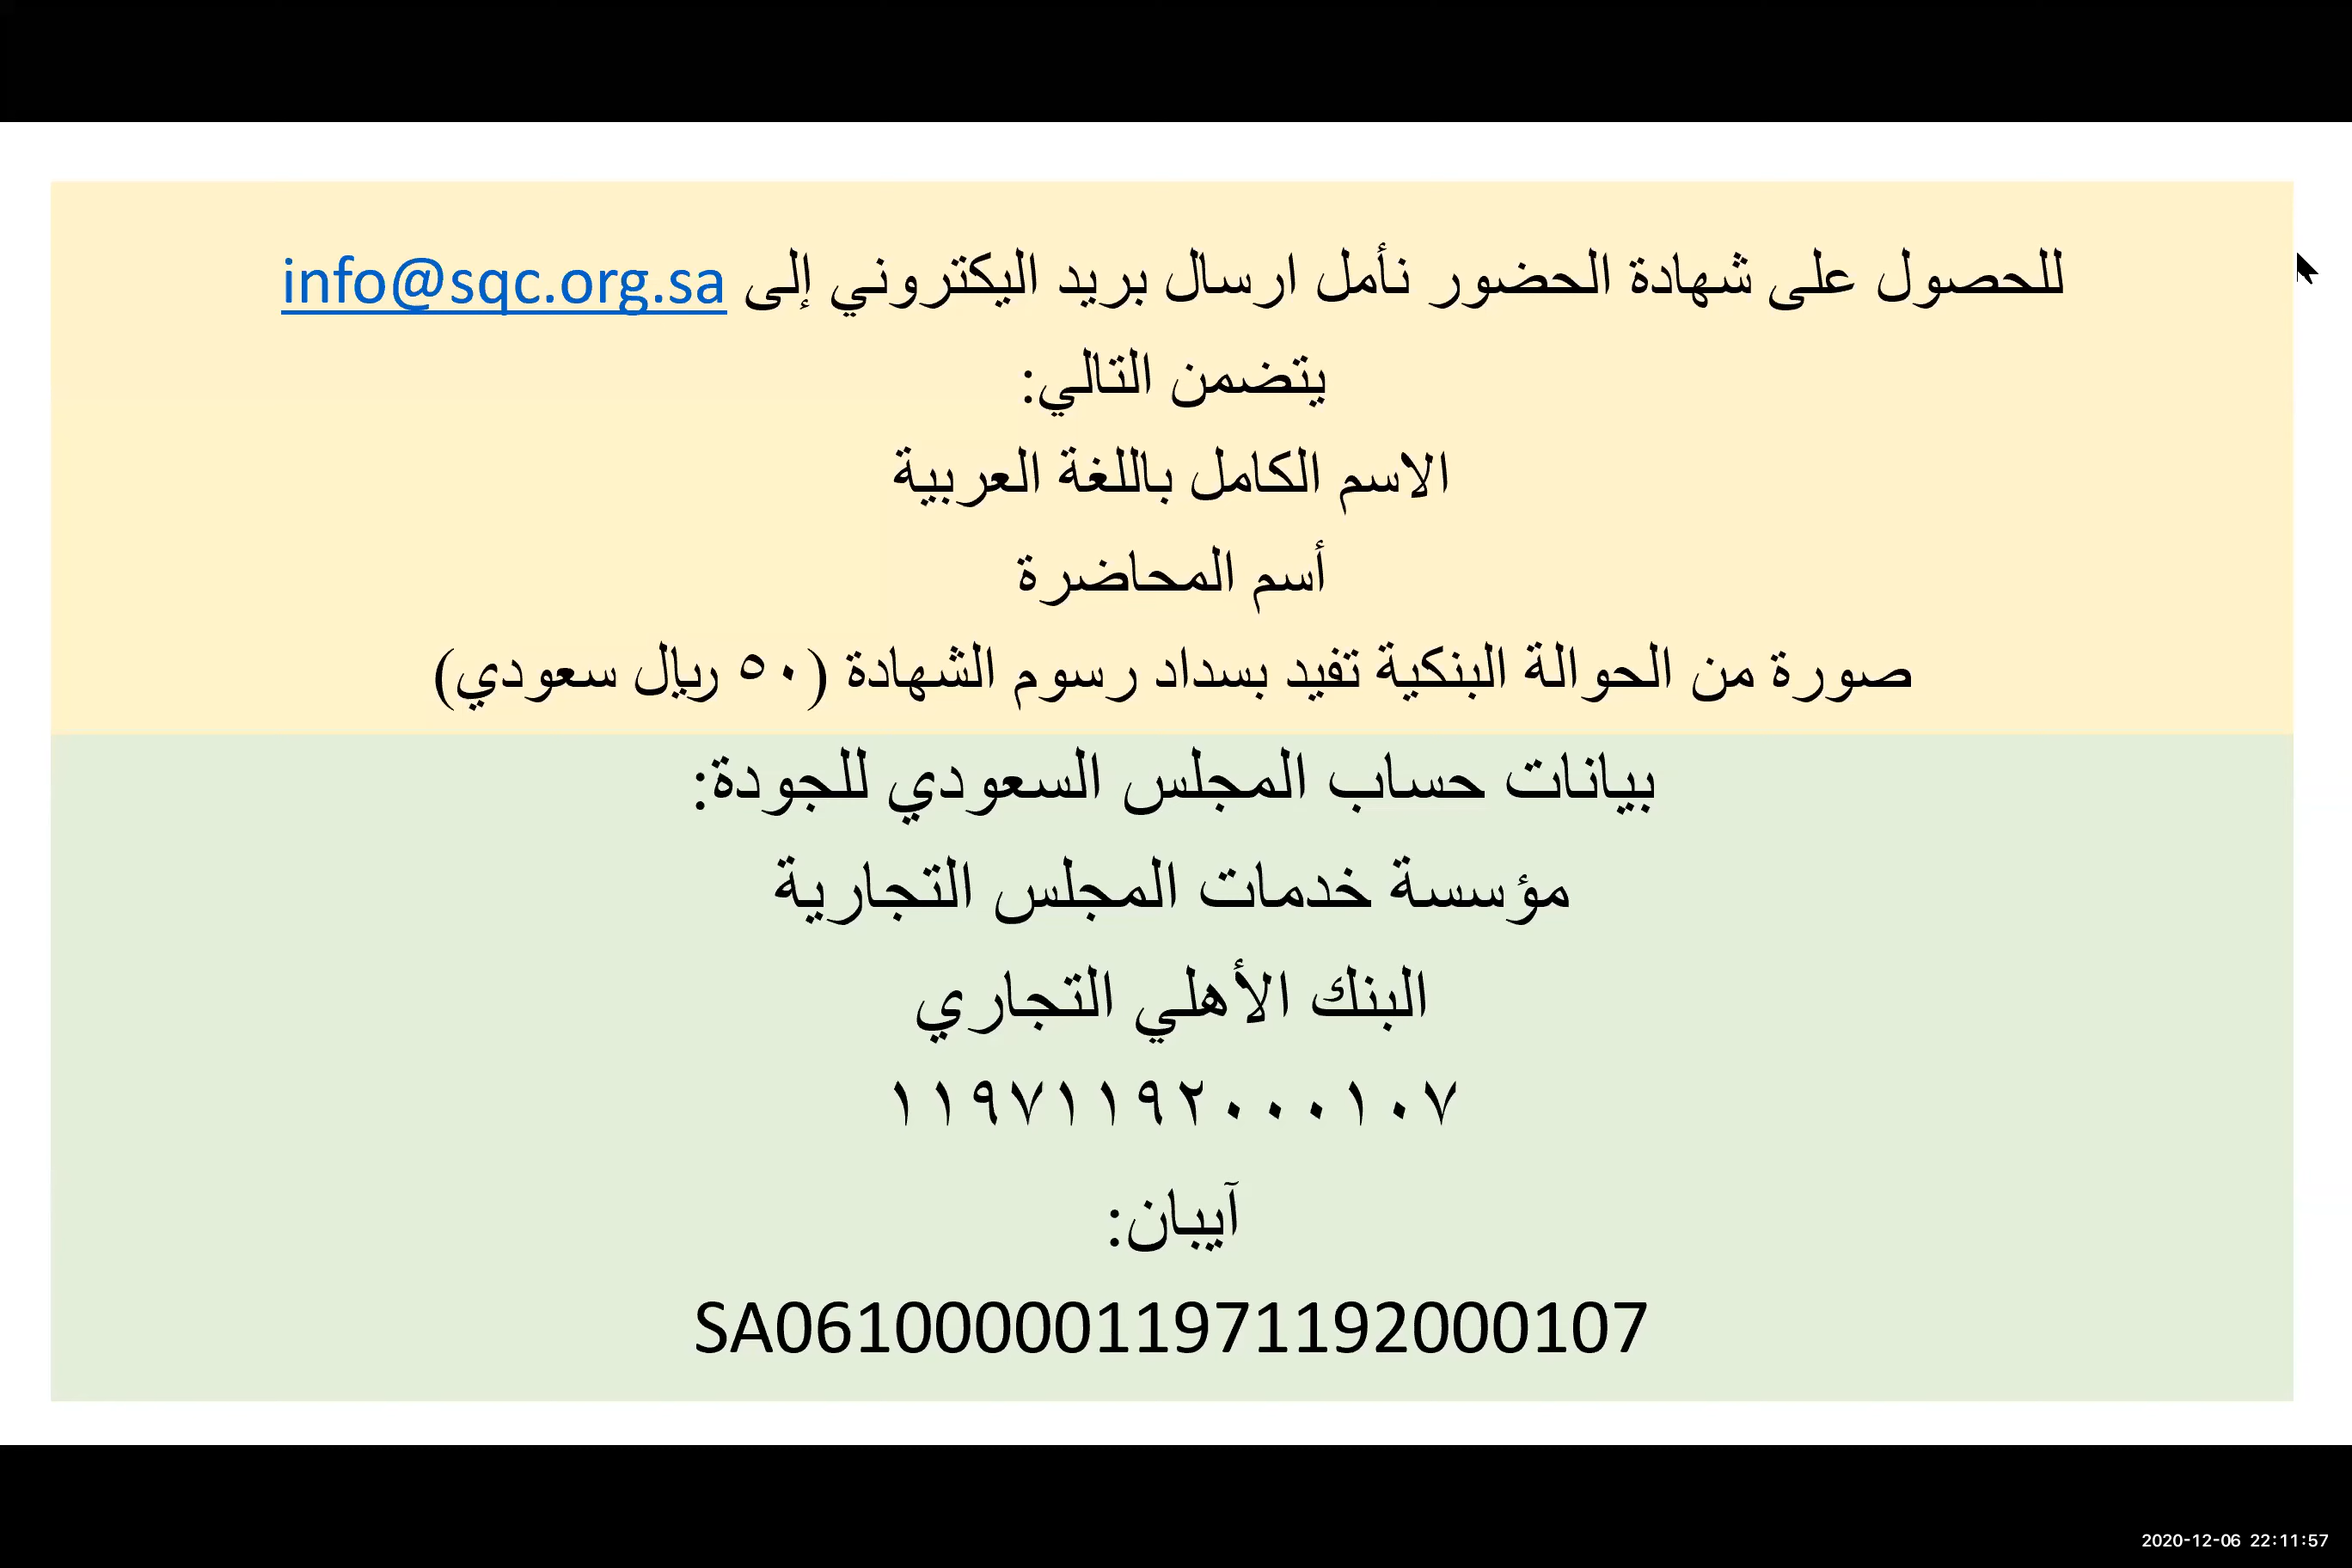 للحصول على شهادة الحضور نأمل ارسال بريد اليكتروني إلى info@sqc.org.sa
يتضمن التالي:
الاسم الكامل باللغة العربية
أسم المحاضرة
صورة من الحوالة البنكية تفيد بسداد رسوم الشهادة (٥٠ ريال سعودي)
بيانات حساب المجلس السعودي للجودة:
مؤسسة خدمات المجلس التجارية
البنك الأهلي التجاري
١١٩٧١١٩٢٠٠٠١٠٧
آيبان:
SA0610000011971192000107
2020-12-06 22:11:57